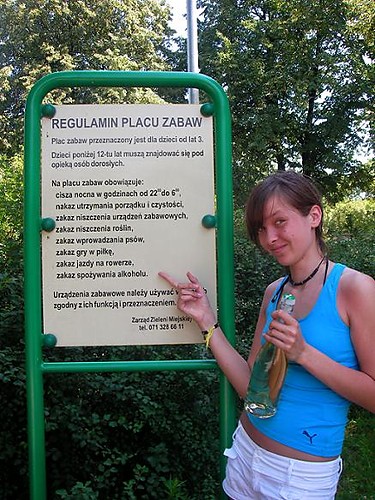 REGULAMIN PLACU ZABAW
Plac zabaw przeznaczony jest dla dzieci od lat 3.
Dzieci poniżej 12-tu lat muszą znajdować się pod
opieką osób dorosłych.
Na placu zabaw obowiązuje:
cisza nocna w godzinach od 22⁰⁰do 6⁰⁰,
nakaz utrzymania porządku i czystości,
zakaz niszczenia urządzeń zabawowych,
zakaz niszczenia roślin,
zakaz wprowadzania psów,
zakaz gry w piłkę,
zakaz jazdy na rowerze,
zakaz spożywania alkoholu.
Urządzenia zabawowe należy używać
zgodny z ich funkcją i przeznaczeniem.
Zarząd Zieleni Miejskiej
tel. 071 328 66 11